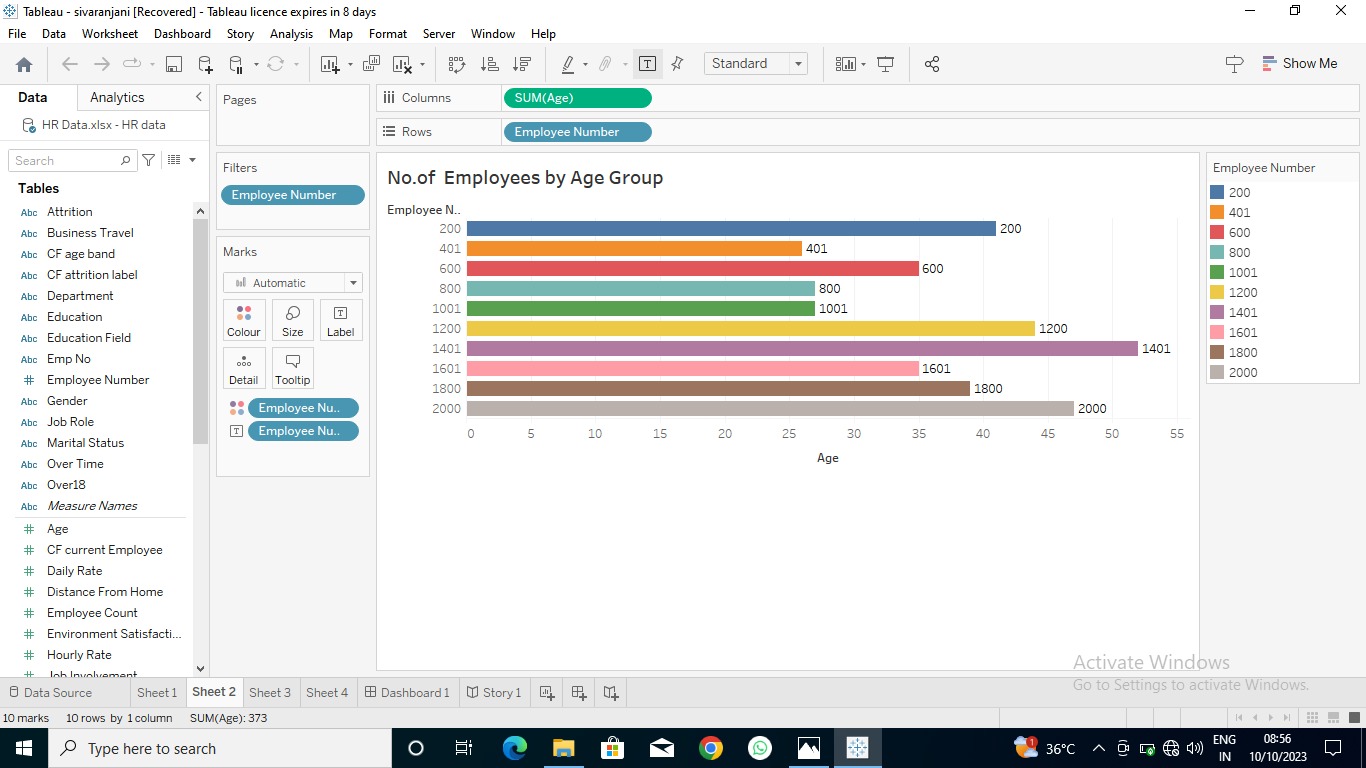 Tableau - sivaranjani [Recovered] - Tableau licence expires in 8 days
File Data Worksheet Dashboard Story Analysis Map Format Server Window Help
Standard
Show Me
Data Analytics
HR Data.xlsx - HR data
Search
Tables
Abc Attrition
Abc Business Travel
Abc CF age band
Abc CF attrition label
Abc Department
Abc Education
Abc Education Field
Abc Emp No
# Employee Number
Abc Gender
Abc Job Role
Abc Marital Status
Abc Over Time
Abc Over18
Abc Measure Names
# Age
# CF current Employee
# Daily Rate
# Distance From Home
# Employee Count
# Environment Satisfacti...
# Hourly Rate
# Job Involvement
Pages
Filters
Employee Number
Marks
Automatic
Colour Size Label
Detail Tooltip
Employee Nu..
Employee Nu..
Columns SUM(Age)
Rows Employee Number
No.of Employees by Age Group
Employee N..
200 200
401 401
600 600
800 800
1001 1001
1200 1200
1401 1401
1601 1601
1800 1800
2000 2000
0 5 10 15 20 25 30 35 40 45 50 55
Age
Employee Number
200
401
600
800
1001
1200
1401
1601
1800
2000
Activate Windows
Go to Settings to activate Windows.
Data Source Sheet 1 Sheet 2 Sheet 3 Sheet 4 Dashboard 1 Story 1
10 marks 10 rows by 1 column SUM(Age): 373
Type here to search
1
36°C
ENG
IN
08:56
10/10/2023